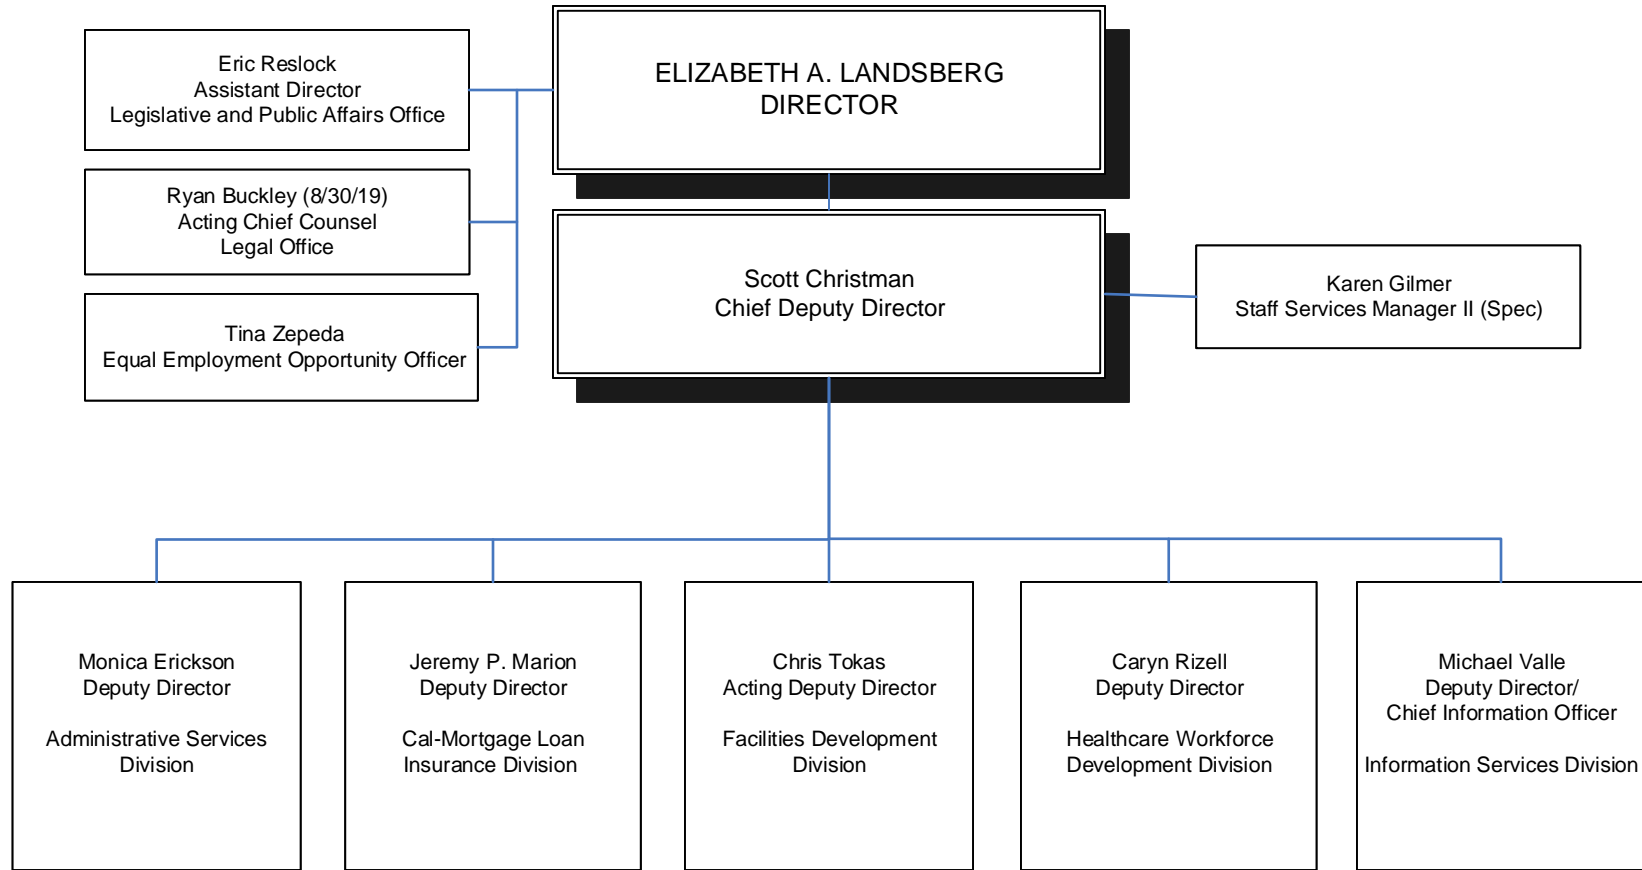 ELIZABETH A. LANDSBERG
DIRECTOR
Eric Reslock
Assistant Director
Legislative and Public Affairs Office
Ryan Buckley (8/30/19)
Acting Chief Counsel
Legal Office
Tina Zepeda
Equal Employment Opportunity Officer
Scott Christman
Chief Deputy Director
Karen Gilmer
Staff Services Manager II (Spec)
Monica Erickson
Deputy Director
Administrative Services
Division
Jeremy P. Marion
Deputy Director
Cal-Mortgage Loan
Insurance Division
Chris Tokas
Acting Deputy Director
Facilities Development
Division
Caryn Rizell
Deputy Director
Healthcare Workforce
Development Division
Michael Valle
Deputy Director/
Chief Information Officer
Information Services Division